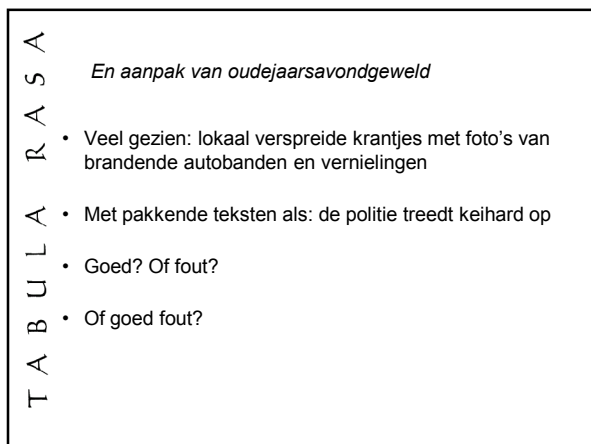 TABULA RASA
En aanpak van oudejaarsavondgeweld
• Veel gezien: lokaal verspreide krantjes met foto's van
brandende autobanden en vernielingen
• Met pakkende teksten als: de politie treedt keihard op
• Goed? Of fout?
• Of goed fout?